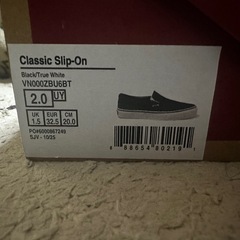 Classic Slip-On
Black/True White
VN000ZBU6BT
2.0 UY
UK EUR CM
1.5 32.5 20.0
PO#6000867249
SJV - 10/25